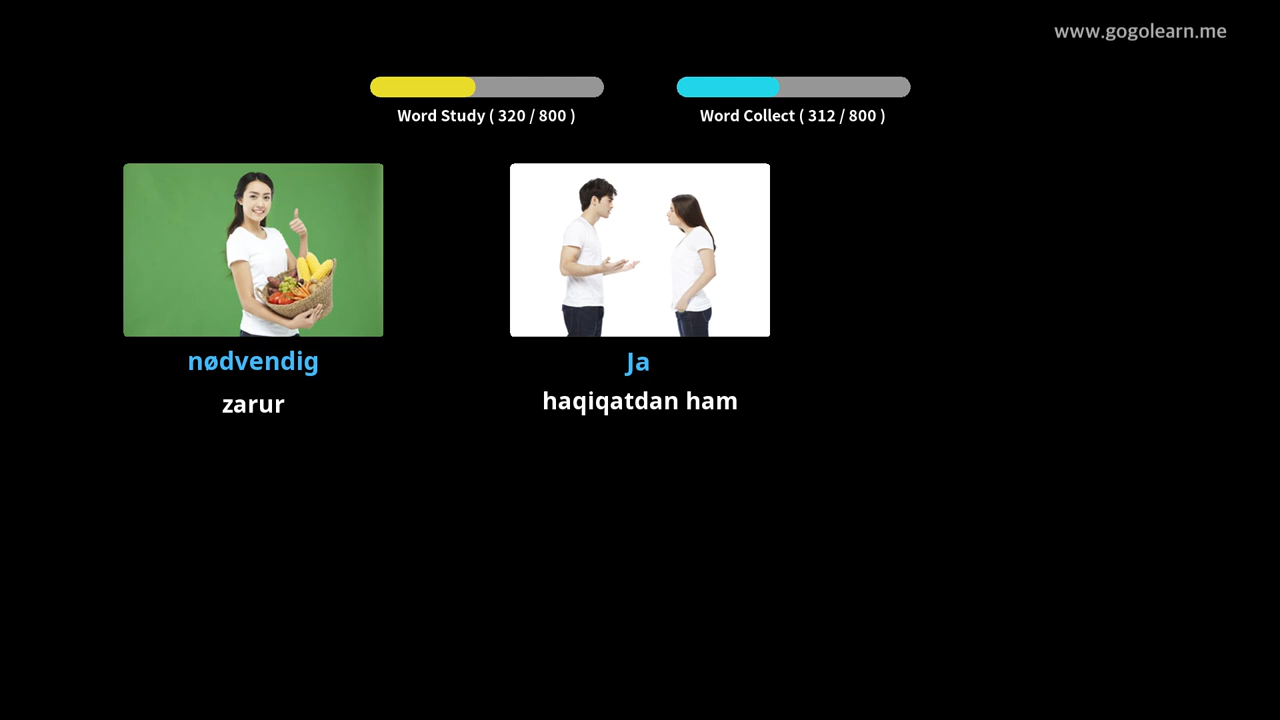 www.gogolearn.me
Word Study ( 320 / 800 )
Word Collect ( 312 / 800 )
nødvendig
zarur
Ja
haqiqatdan ham